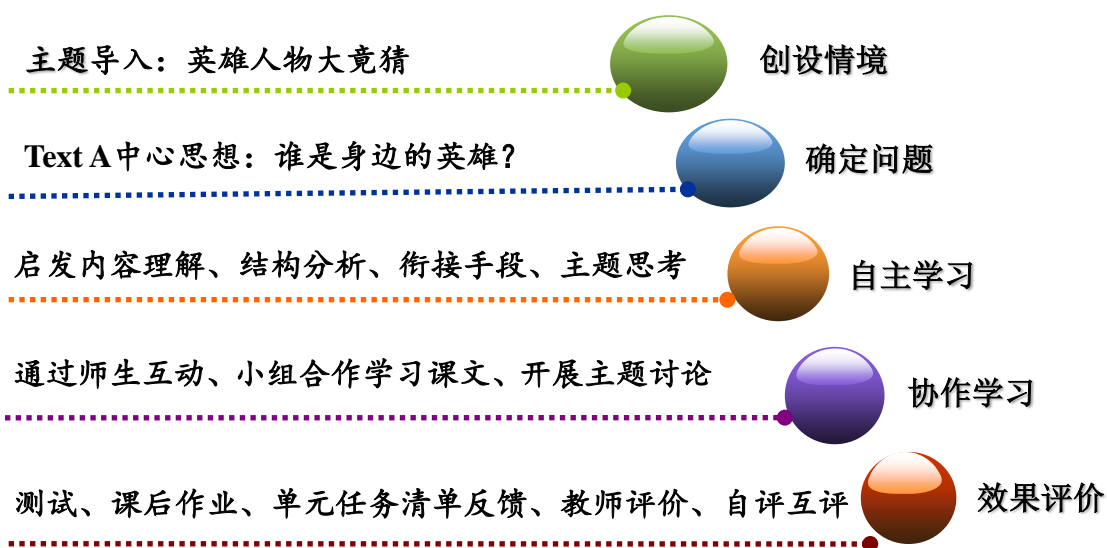 主题导入：英雄人物大竟猜
创设情境
Text A中心思想：谁是身边的英雄？
确定问题
启发内容理解、结构分析、衔接手段、主题思考
自主学习
通过师生互动、小组合作学习课文、开展主题讨论
协作学习
测试、课后作业、单元任务清单反馈、教师评价、自评互评
效果评价